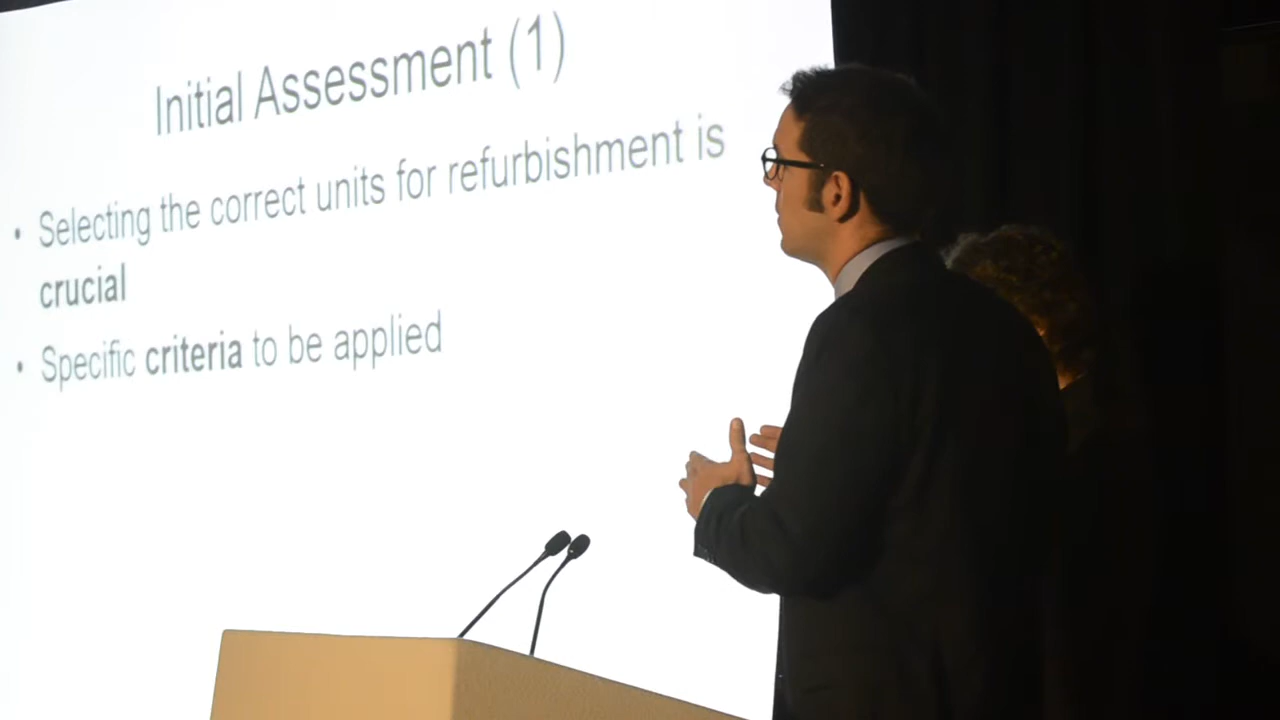 Initial Assessment (1)
• Selecting the correct units for refurbishment is
crucial
• Specific criteria to be applied